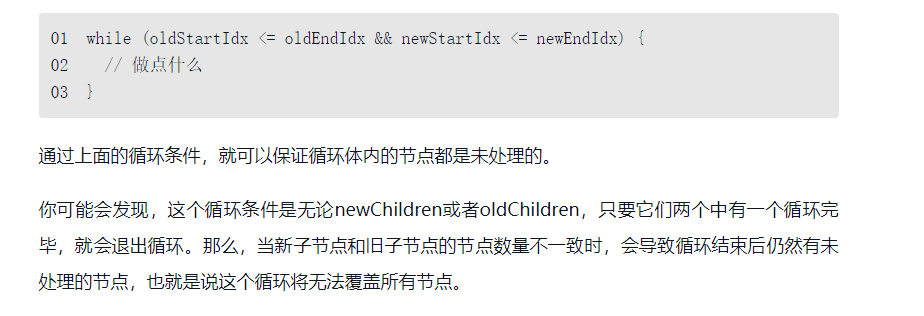 01 while (oldStartIdx <= oldEndIdx && newStartIdx <= newEndIdx) {
02   // 做点什么
03 }
通过上面的循环条件，就可以保证循环体内的节点都是未处理的。
你可能会发现，这个循环条件是无论newChildren或者oldChildren，只要它们两个中有一个循环完
毕，就会退出循环。那么，当新子节点和旧子节点的节点数量不一致时，会导致循环结束后仍然有未
处理的节点，也就是说这个循环将无法覆盖所有节点。